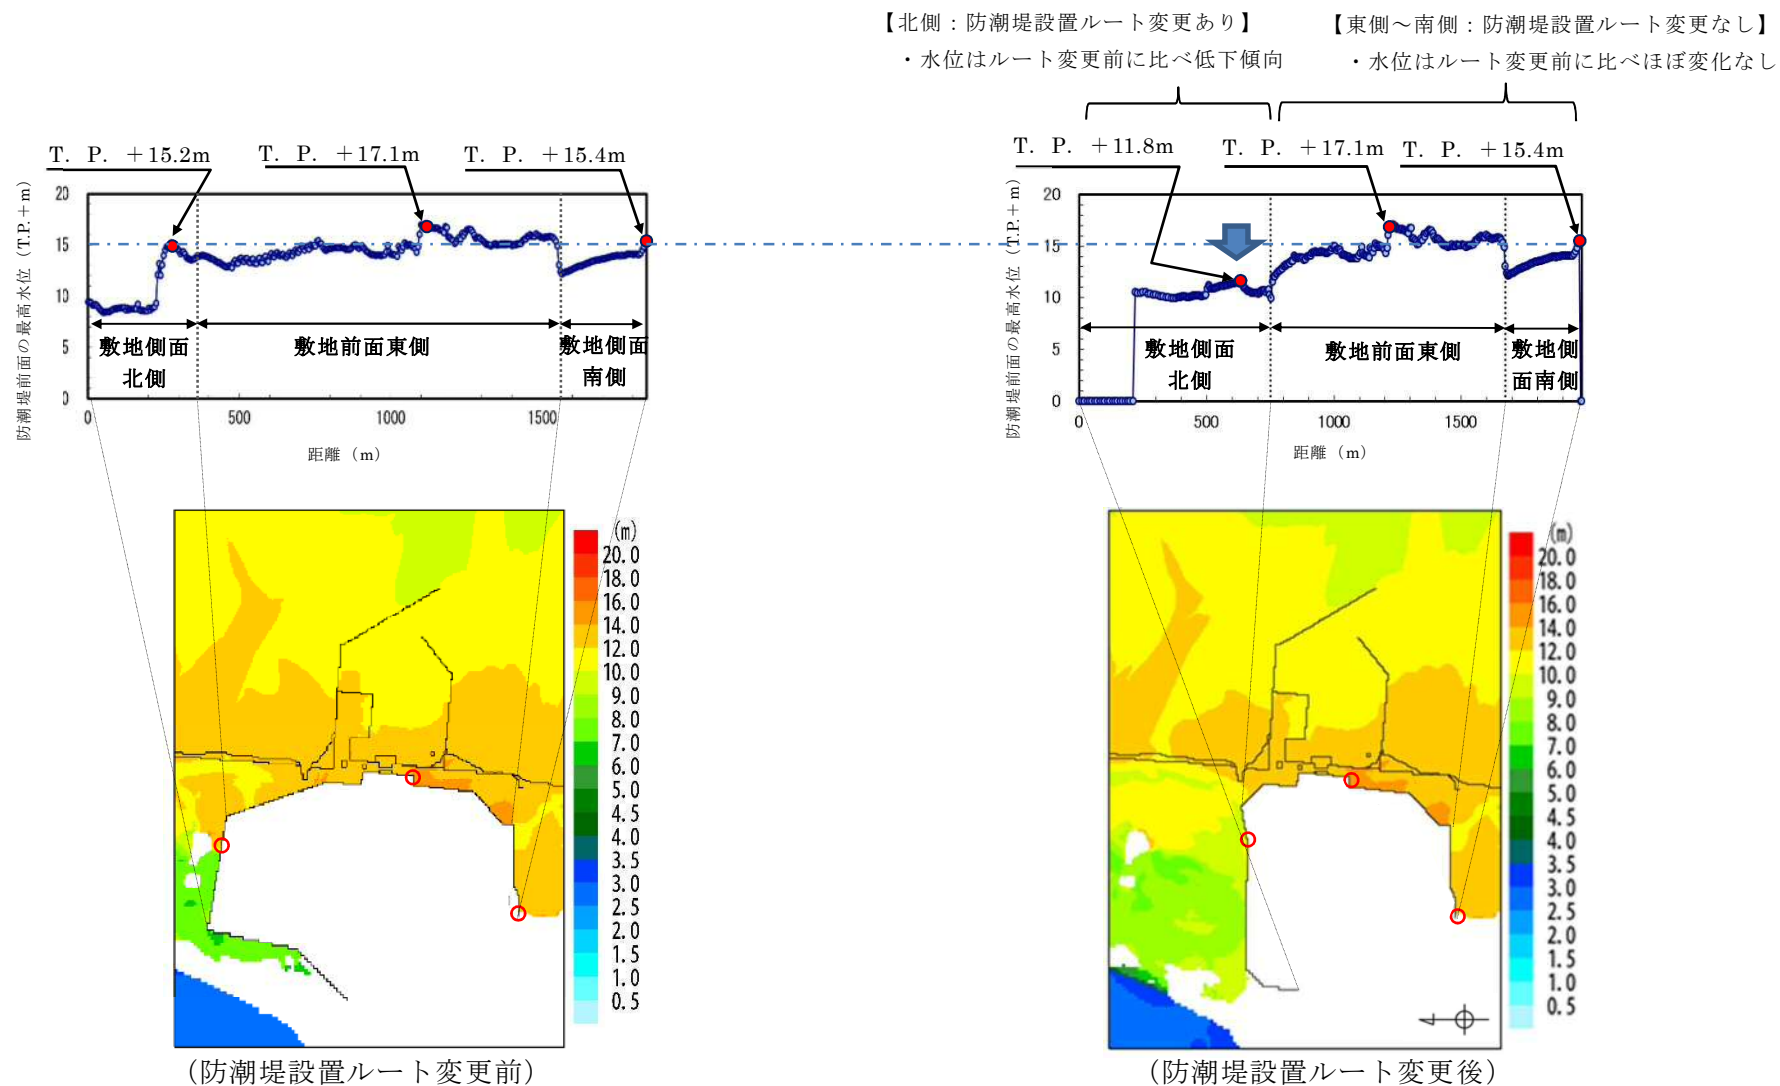 【北側：防潮堤設置ルート変更あり】
・水位はルート変更前に比べ低下傾向
【東側～南側：防潮堤設置ルート変更なし】
・水位はルート変更前に比べほぼ変化なし
T. P. ＋15.2m
T. P. ＋17.1m
T. P. ＋15.4m
防潮堤前面の最高水位（T.P.＋m）
20
15
10
5
0
敷地側面
北側
敷地前面東側
敷地側面
南側
0
500
1000
1500
距離（m）
T. P. ＋11.8m
T. P. ＋17.1m
T. P. ＋15.4m
防潮堤前面の最高水位（T.P.＋m）
20
15
10
5
0
敷地側面
北側
敷地前面東側
敷地側
面南側
0
500
1000
1500
距離（m）
(m)
20.0
18.0
16.0
14.0
12.0
10.0
9.0
8.0
7.0
6.0
5.0
4.5
4.0
3.5
3.0
2.5
2.0
1.5
1.0
0.5
（防潮堤設置ルート変更前）
(m)
20.0
18.0
16.0
14.0
12.0
10.0
9.0
8.0
7.0
6.0
5.0
4.5
4.0
3.5
3.0
2.5
2.0
1.5
1.0
0.5
（防潮堤設置ルート変更後）